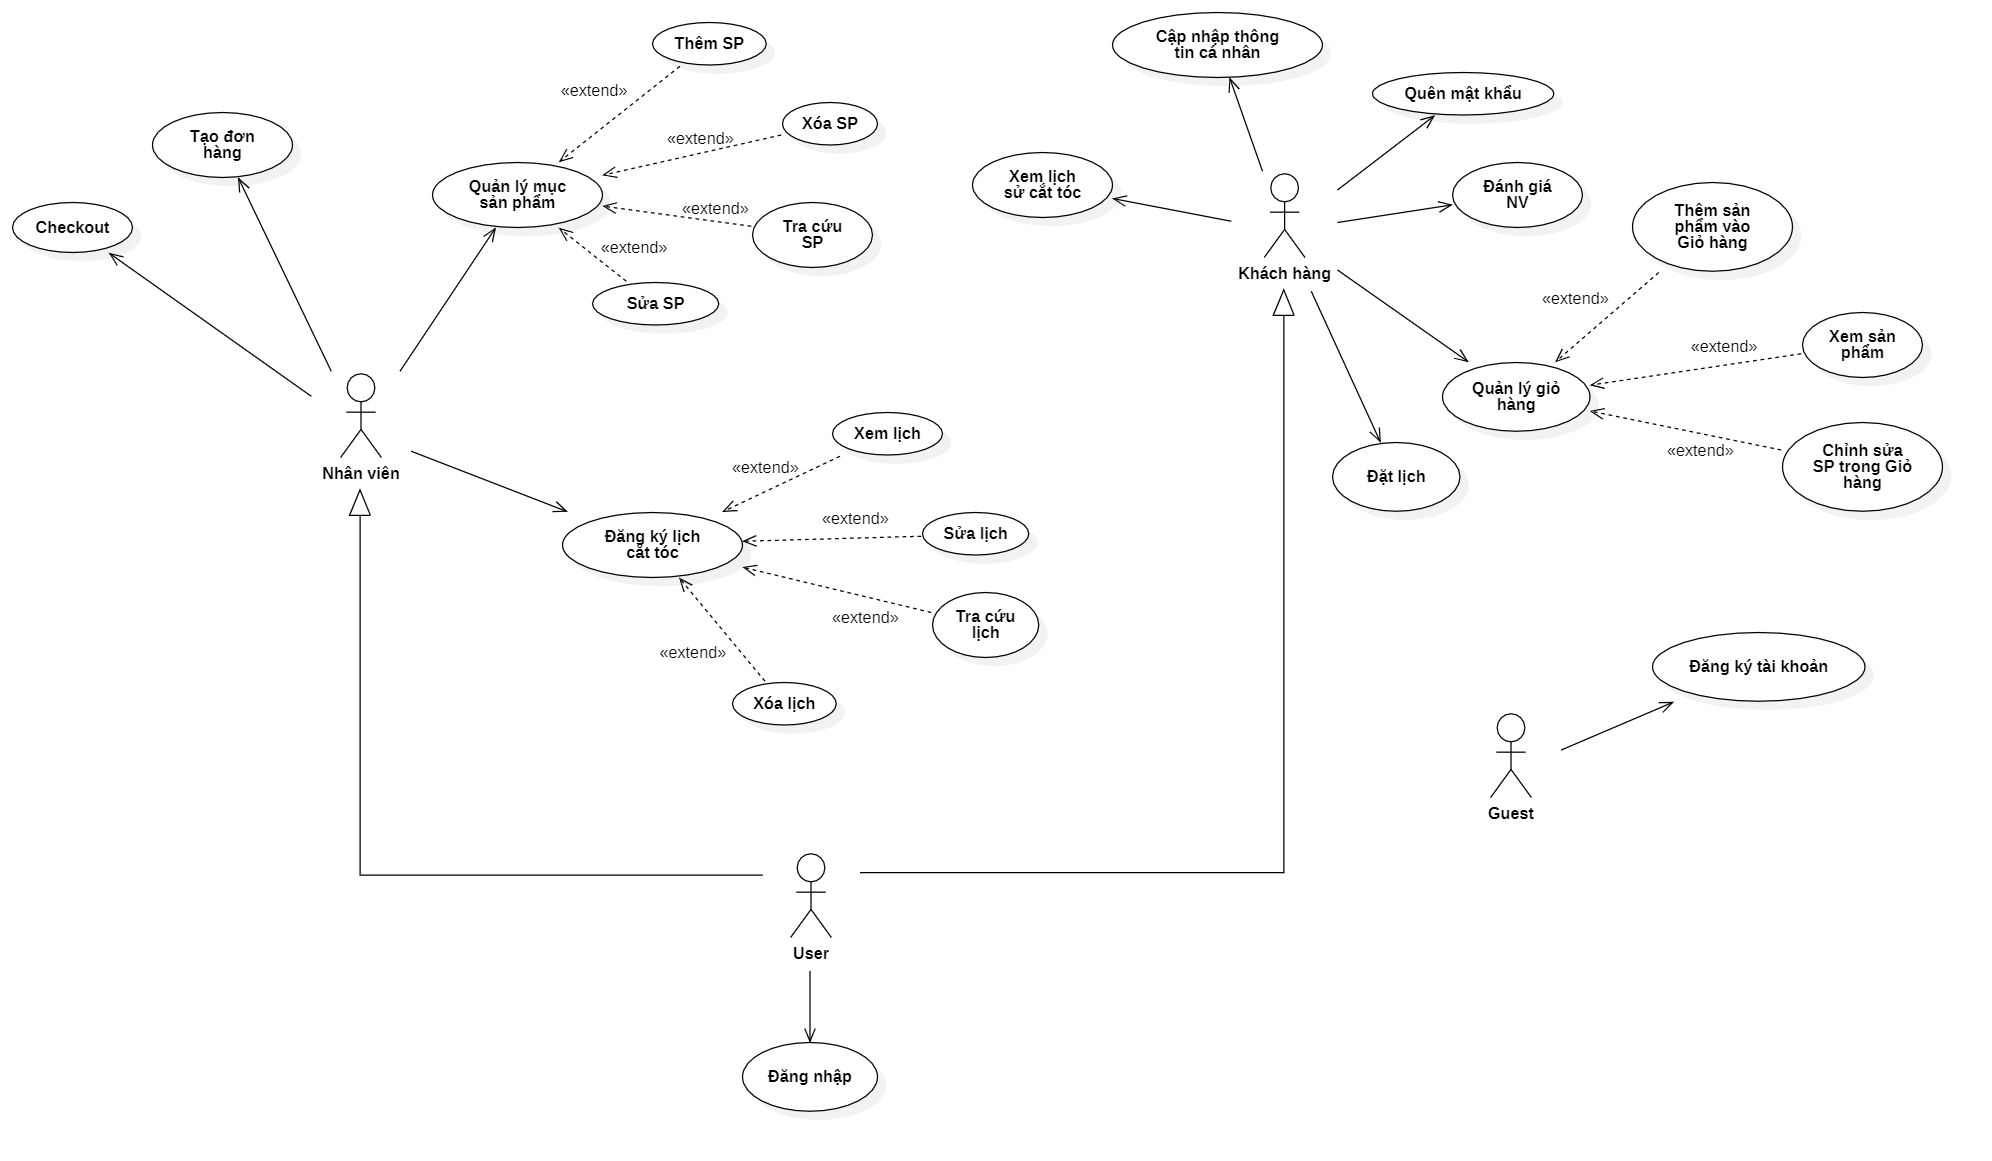 Thêm SP
«extend»
Xóa SP
«extend»
Tạo đơn
hàng
Quản lý mục
sản phẩm
«extend»
Tra cứu
SP
«extend»
Sửa SP
Checkout
Nhân viên
Xem lịch
«extend»
Đăng ký lịch
cắt tóc
«extend»
Sửa lịch
«extend»
Tra cứu
lịch
«extend»
Xóa lịch
Cập nhập thông
tin cá nhân
Quên mật khẩu
Xem lịch
sử cắt tóc
Đánh giá
NV
Khách hàng
Thêm sản
phẩm vào
Giỏ hàng
«extend»
Xem sản
phẩm
«extend»
Quản lý giỏ
hàng
«extend»
Chỉnh sửa
SP trong Giỏ
hàng
Đặt lịch
Đăng ký tài khoản
Guest
User
Đăng nhập